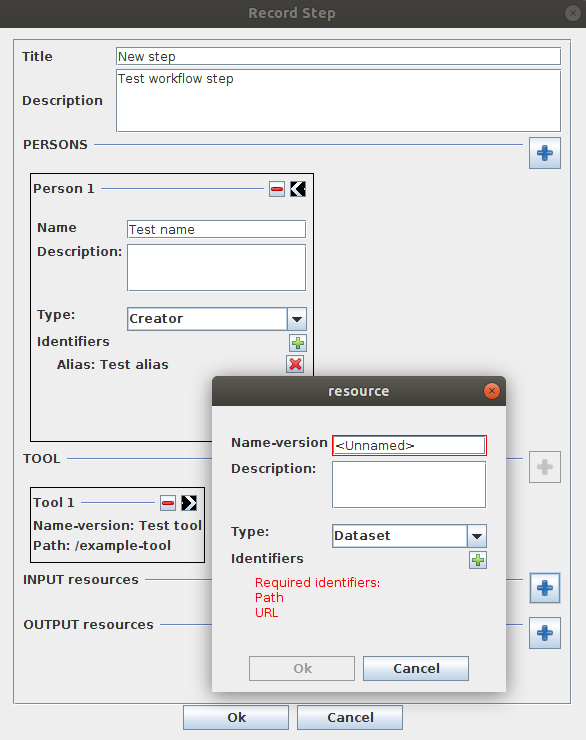 Record Step
Title New step
Description Test workflow step
PERSONS
Person 1
Name Test name
Description:
Type: Creator
Identifiers
Alias: Test alias
TOOL
Tool 1
Name-version: Test tool
Path: /example-tool
INPUT resources
OUTPUT resources
Ok Cancel
resource
Name-version <Unnamed>
Description:
Type: Dataset
Identifiers
Required identifiers:
Path
URL
Ok Cancel